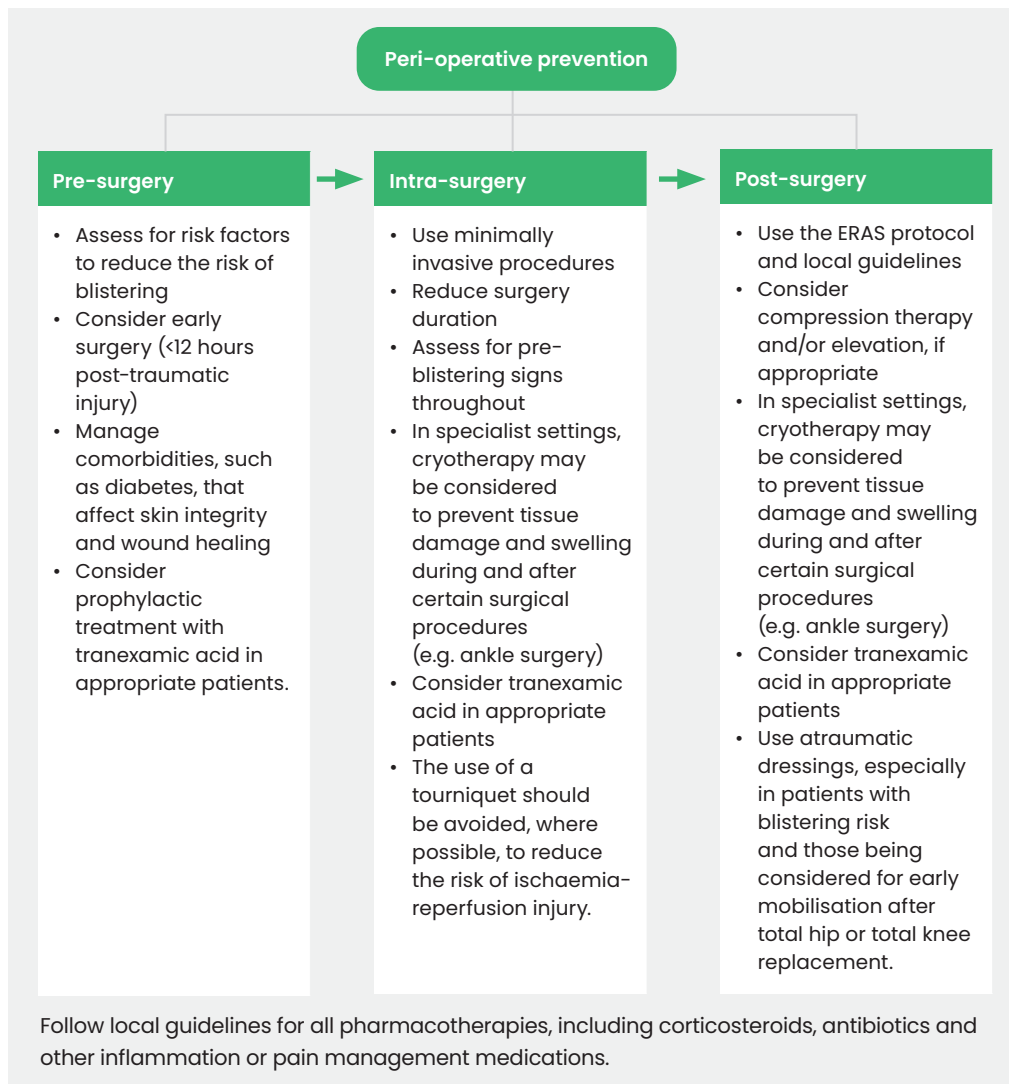 Peri-operative prevention
Pre-surgery
• Assess for risk factors
to reduce the risk of
blistering
• Consider early
surgery (<12 hours
post-traumatic
injury)
• Manage
comorbidities, such
as diabetes, that
affect skin integrity
and wound healing
• Consider
prophylactic
treatment with
tranexamic acid in
appropriate patients.
Intra-surgery
• Use minimally
invasive procedures
• Reduce surgery
duration
• Assess for pre-
blistering signs
throughout
• In specialist settings,
cryotherapy may
be considered
to prevent tissue
damage and swelling
during and after
certain surgical
procedures
(e.g. ankle surgery)
• Consider tranexamic
acid in appropriate
patients
• The use of a
tourniquet should
be avoided, where
possible, to reduce
the risk of ischaemia-
reperfusion injury.
Post-surgery
• Use the ERAS protocol
and local guidelines
• Consider
compression therapy
and/or elevation, if
appropriate
• In specialist settings,
cryotherapy may
be considered
to prevent tissue
damage and swelling
during and after
certain surgical
procedures
(e.g. ankle surgery)
• Consider tranexamic
acid in appropriate
patients
• Use atraumatic
dressings, especially
in patients with
blistering risk
and those being
considered for early
mobilisation after
total hip or total knee
replacement.
Follow local guidelines for all pharmacotherapies, including corticosteroids, antibiotics and
other inflammation or pain management medications.